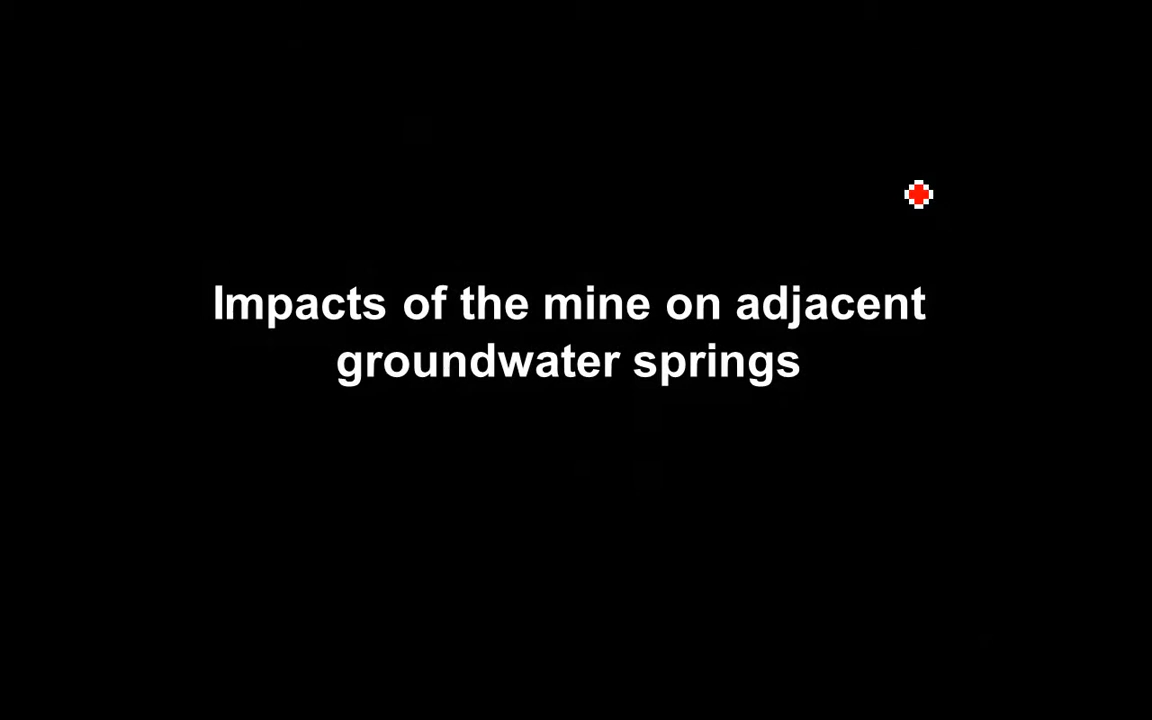 Impacts of the mine on adjacent
groundwater springs